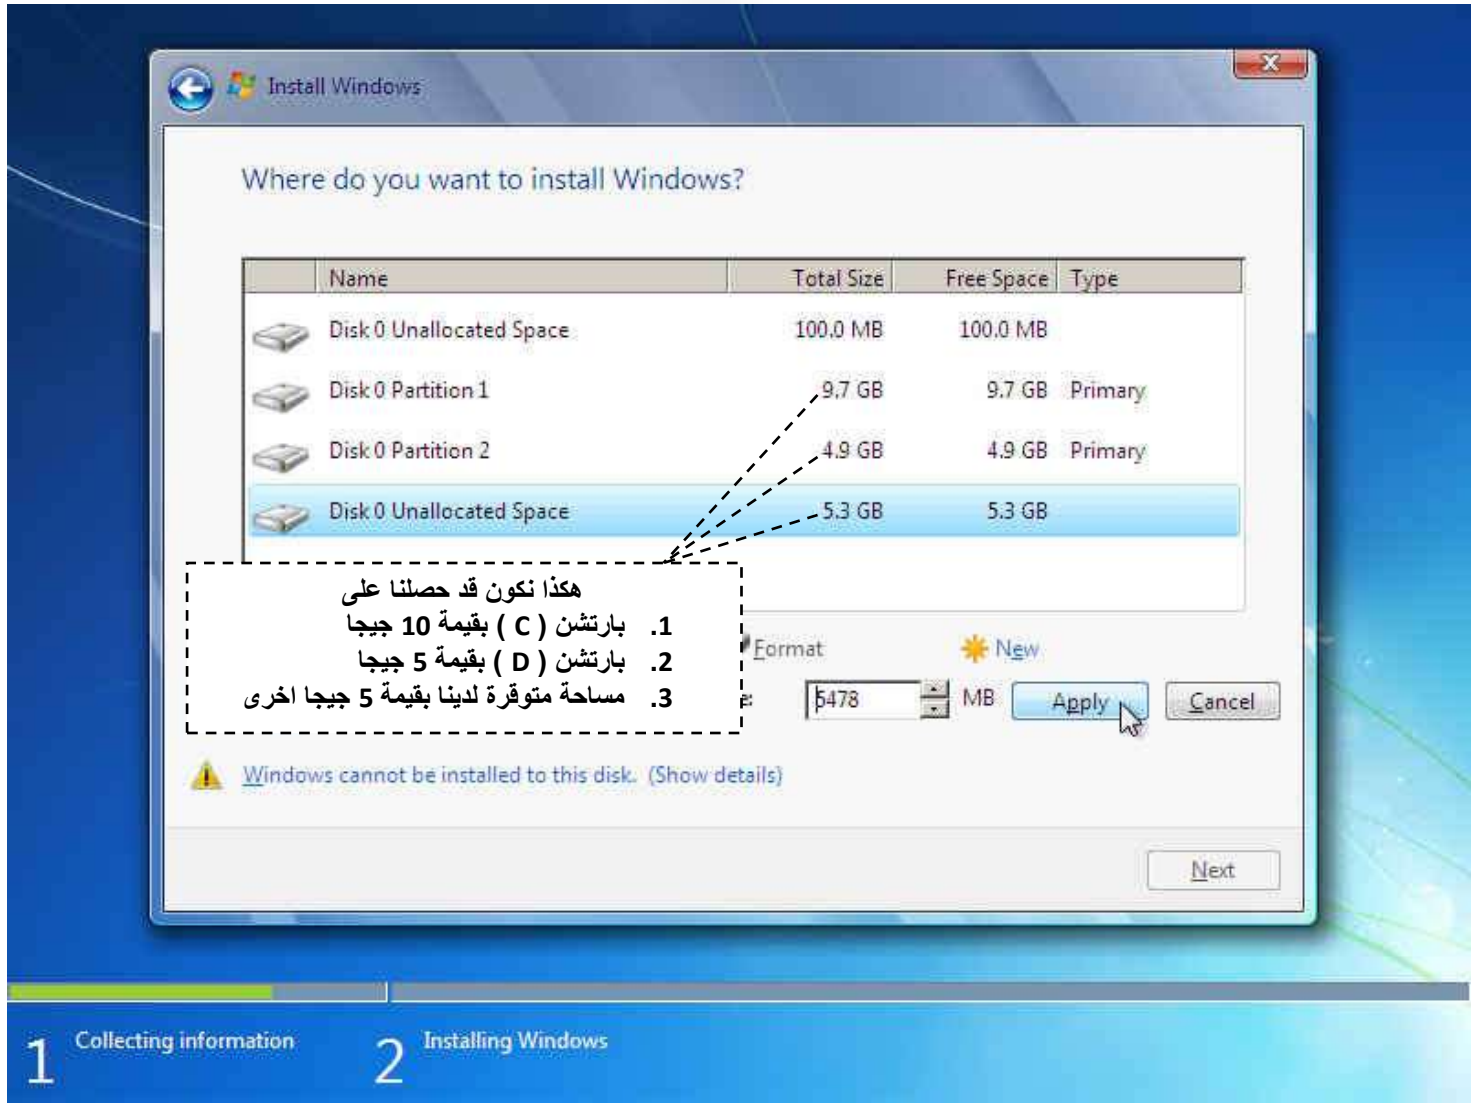 Install Windows
Where do you want to install Windows?
Name Total Size Free Space Type
Disk 0 Unallocated Space 100.0 MB 100.0 MB
Disk 0 Partition 1 9.7 GB 9.7 GB Primary
Disk 0 Partition 2 4.9 GB 4.9 GB Primary
Disk 0 Unallocated Space 5.3 GB 5.3 GB
هكذا نكون قد حصلنا على
1. بارتشن ( C ) بقيمة 10 جيجا
2. بارتشن ( D ) بقيمة 5 جيجا
3. مساحة متوقرة لدينا بقيمة 5 جيجا اخرى
Format New
5478 MB Apply Cancel
Windows cannot be installed to this disk. (Show details)
Next
1 Collecting information 2 Installing Windows